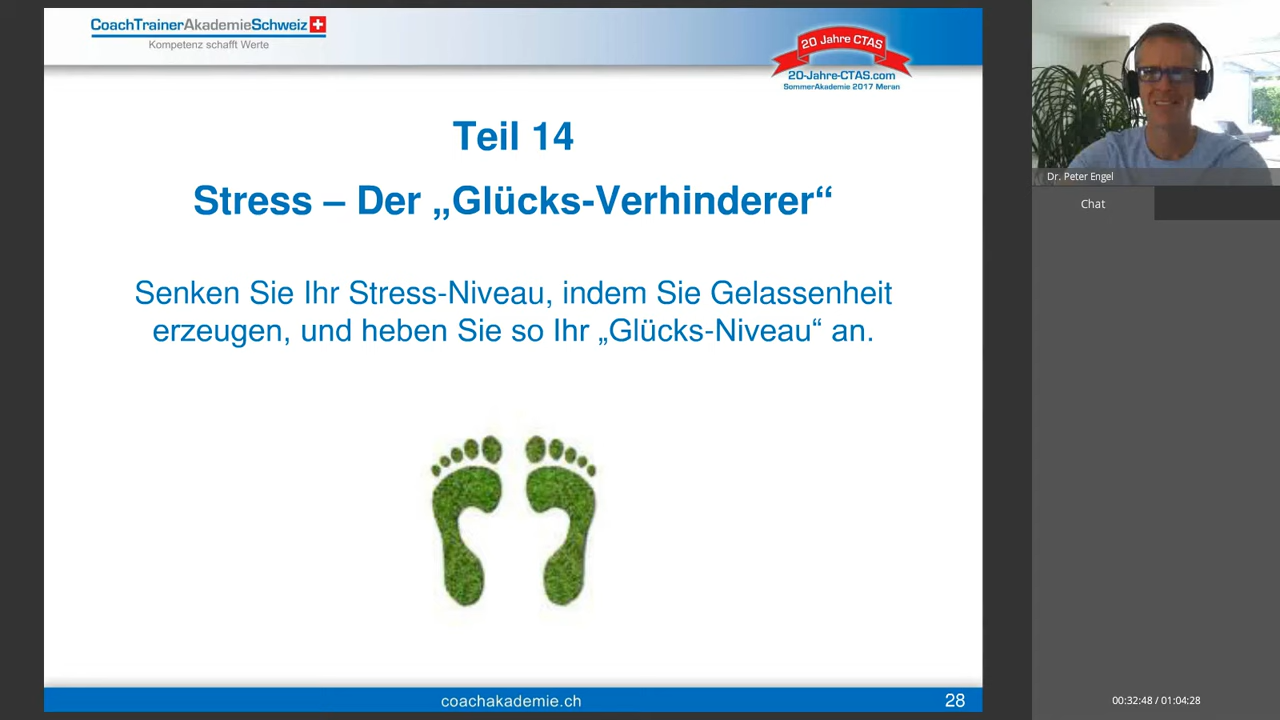 CoachTrainerAkademieSchweiz
Kompetenz schafft Werte
20 Jahre CTAS
20-Jahre-CTAS.com
SommerAkademie 2017 Meran
Teil 14
Stress – Der „Glücks-Verhinderer“
Senken Sie Ihr Stress-Niveau, indem Sie Gelassenheit
erzeugen, und heben Sie so Ihr „Glücks-Niveau“ an.
coachakademie.ch
28
Dr. Peter Engel
Chat
00:32:48 / 01:04:28